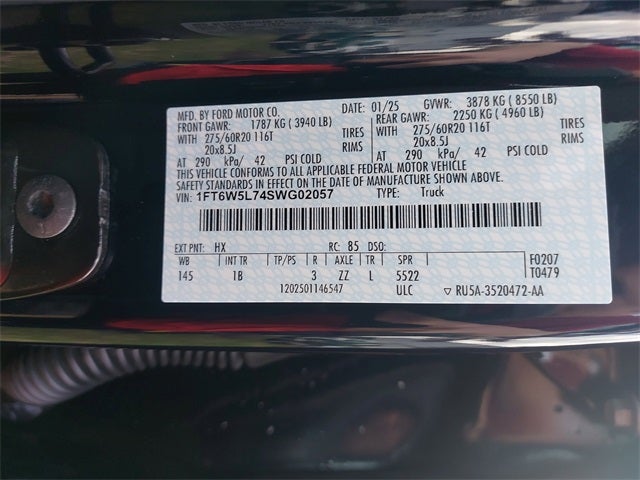 MFD. BY FORD MOTOR CO. DATE: 01/25 GVWR: 3878 KG ( 8550 LB)
FRONT GAWR: 1787 KG ( 3940 LB) REAR GAWR: 2250 KG ( 4960 LB)
WITH 275/60R20 116T TIRES WITH 275/60R20 116T TIRES
20x8.5J RIMS 20x8.5J RIMS
AT 290 kPa/ 42 PSI COLD AT 290 kPa/ 42 PSI COLD
THIS VEHICLE CONFORMS TO ALL APPLICABLE FEDERAL MOTOR VEHICLE
SAFETY STANDARDS IN EFFECT ON THE DATE OF MANUFACTURE SHOWN ABOVE.
VIN: 1FT6W5L74SWG02057 TYPE: Truck
EXT PNT: HX RC: 85 DSO:
WB INT TR TP/PS R AXLE TR SPR F0207
145 1B 3 ZZ L 5522 T0479
1202501146547 ULC ▽ RU5A-3520472-AA